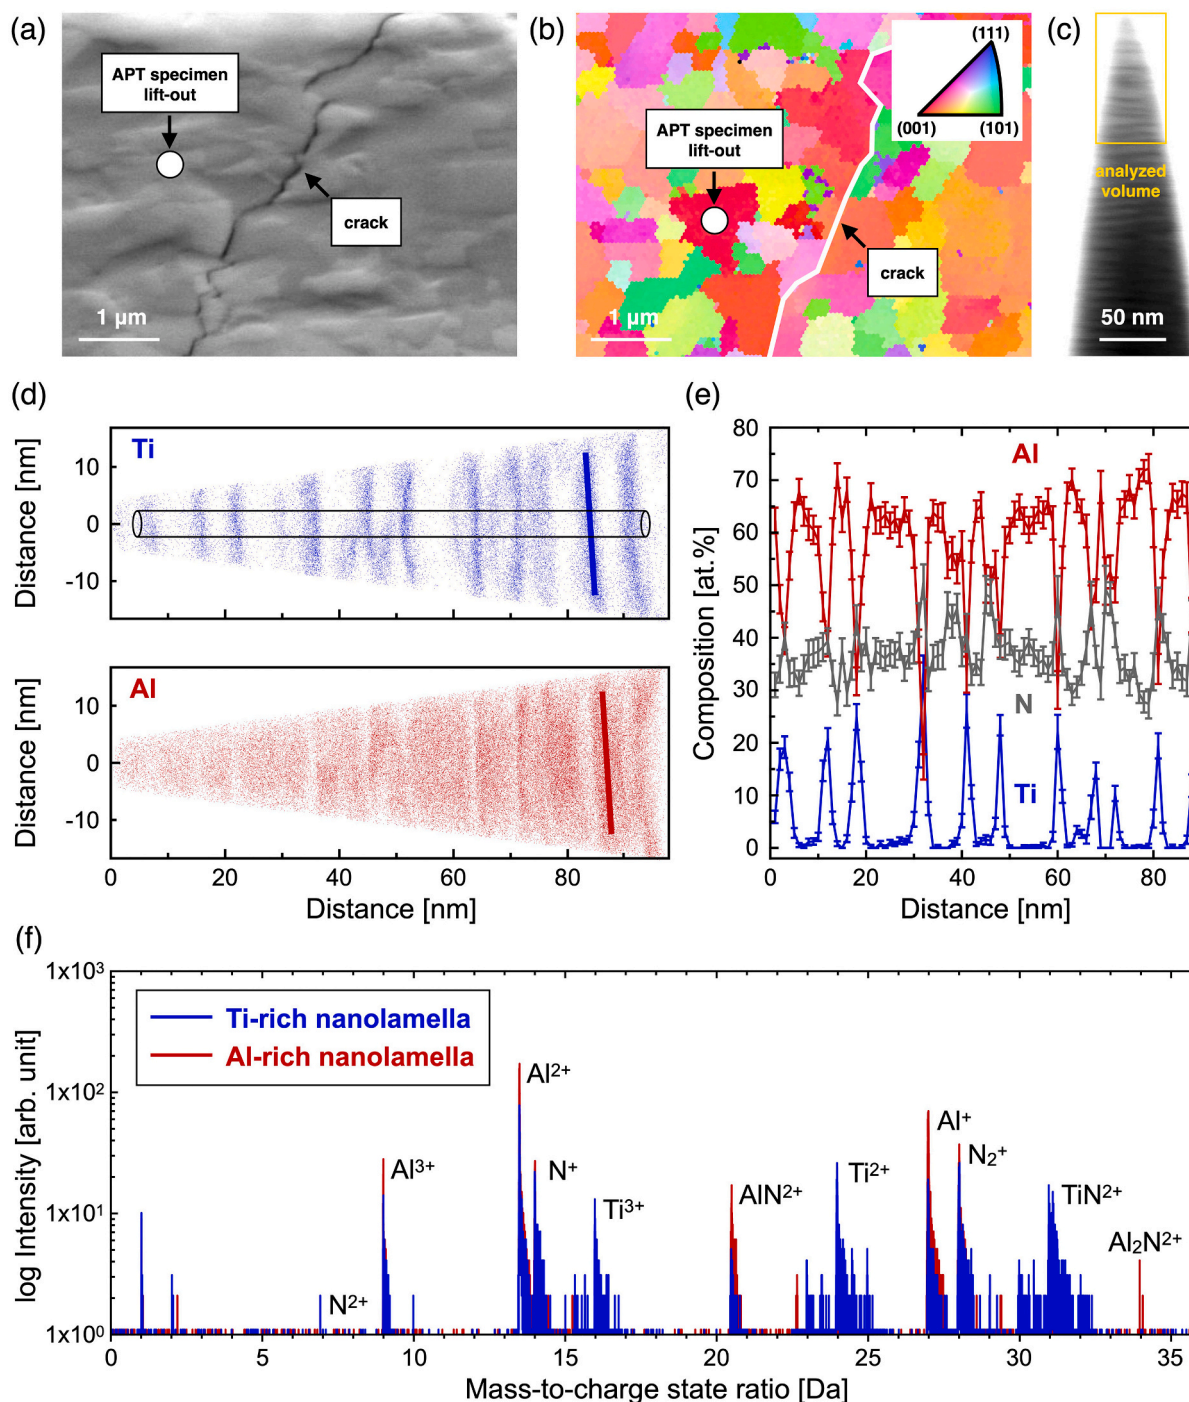 (a)
APT specimen
lift-out
crack
1 µm
(b)
(111)
(001)
(101)
APT specimen
lift-out
crack
1 µm
(c)
analyzed
volume
50 nm
(d)
Ti
Distance [nm]
10
0
-10
Al
Distance [nm]
10
0
-10
0 20 40 60 80
Distance [nm]
(e)
Composition [at.%]
80
70
60
50
40
30
20
10
0
Al
N
Ti
0 20 40 60 80
Distance [nm]
(f)
log Intensity [arb. unit]
1x10³
1x10²
1x10¹
1x10⁰
Ti-rich nanolamella
Al-rich nanolamella
N²⁺
Al³⁺
Al²⁺
N⁺
Ti³⁺
AlN²⁺
Ti²⁺
Al⁺
N₂⁺
TiN²⁺
Al₂N²⁺
0 5 10 15 20 25 30 35
Mass-to-charge state ratio [Da]